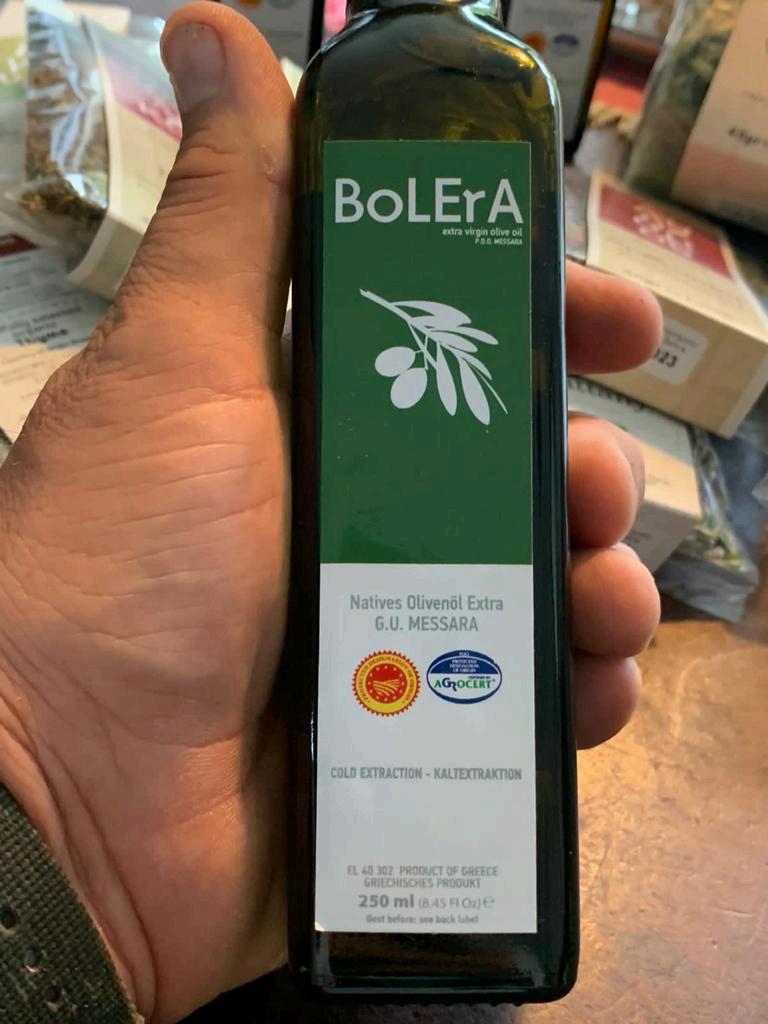 BoLErA
extra virgin olive oil
P.D.O. MESSARA
Natives Olivenöl Extra
G.U. MESSARA
AGROCERT
COLD EXTRACTION - KALTEXTRAKTION
EL 40 302 PRODUCT OF GREECE
GRIECHISCHES PRODUKT
250 ml (8.45 Fl Oz) e
Best before: see back label
023